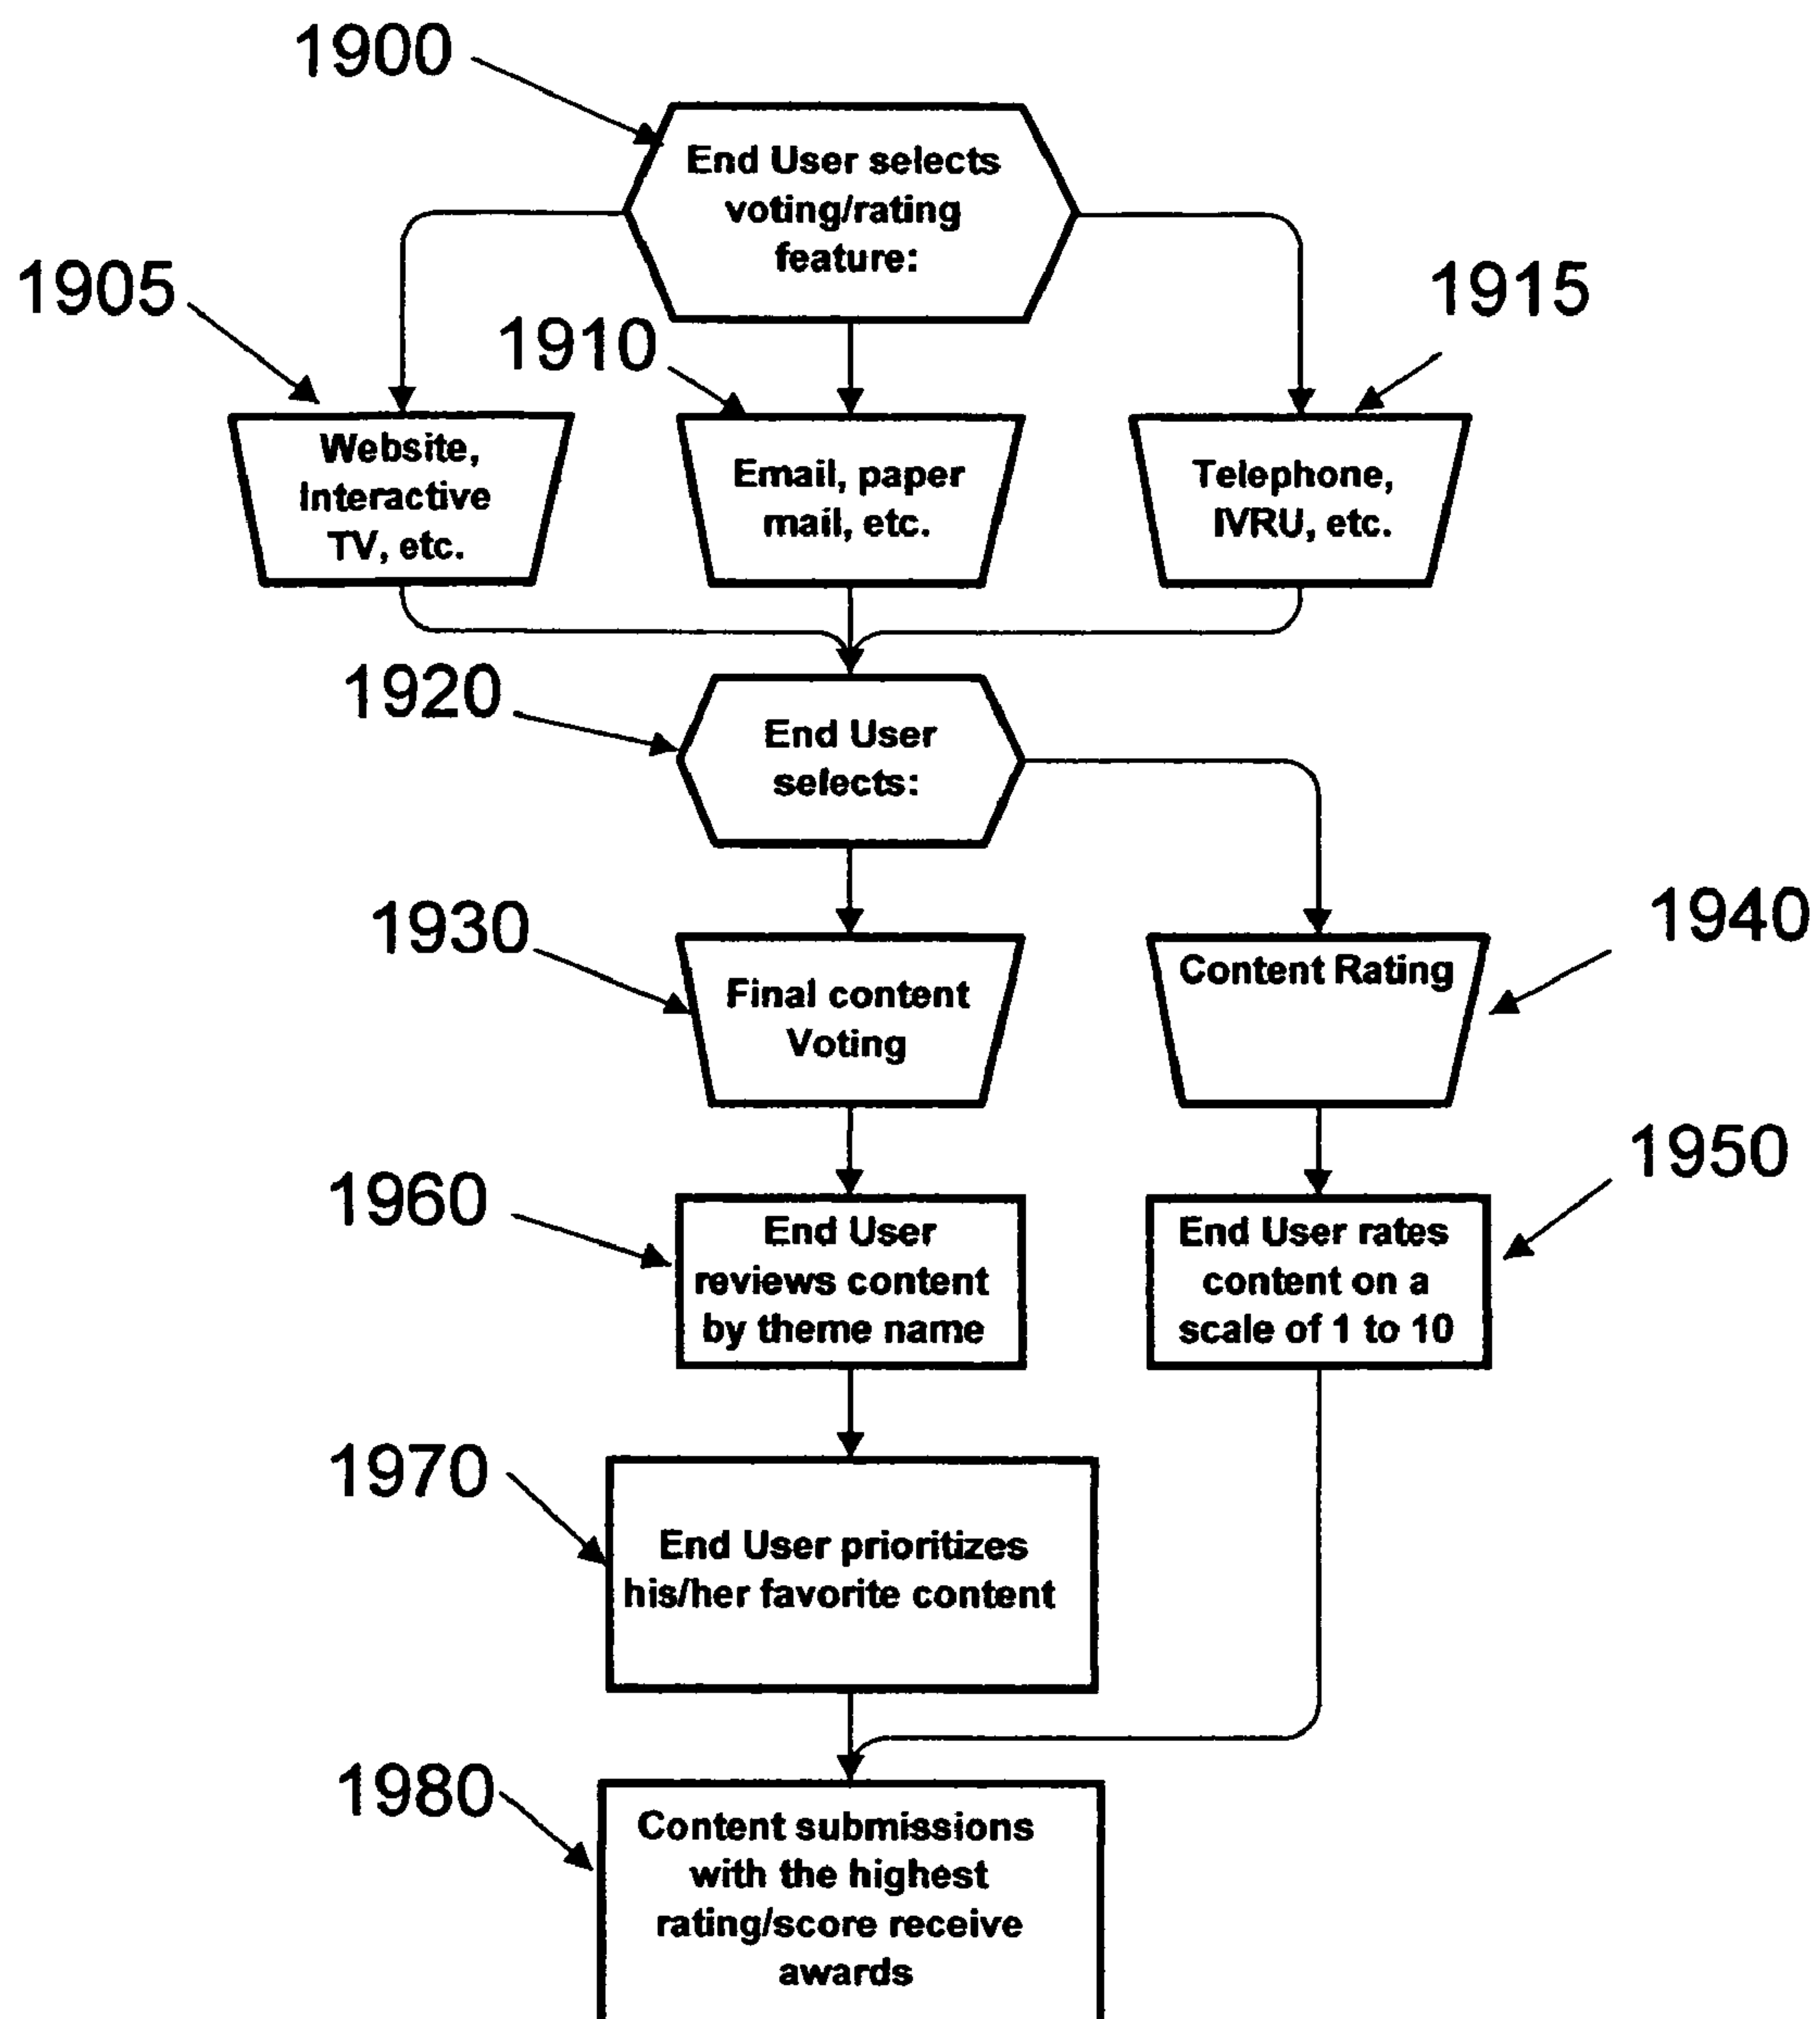 1900
End User selects
voting/rating
feature:
1905
1910
1915
Website,
Interactive
TV, etc.
Email, paper
mail, etc.
Telephone,
IVRU, etc.
1920
End User
selects:
1930
1940
Final content
Voting
Content Rating
1950
1960
End User
reviews content
by theme name
End User rates
content on a
scale of 1 to 10
1970
End User prioritizes
his/her favorite content
1980
Content submissions
with the highest
rating/score receive
awards